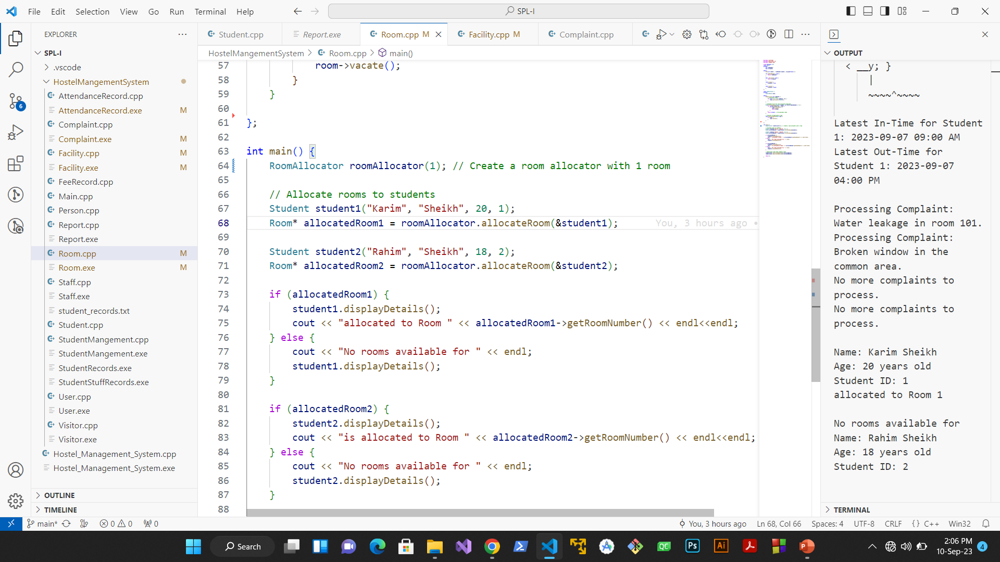 File Edit Selection View Go Run Terminal Help
SPL-I
EXPLORER
SPL-I
.vscode
HostelMangementSystem
AttendanceRecord.cpp
AttendanceRecord.exe M
Complaint.cpp
Complaint.exe M
Facility.cpp M
Facility.exe M
FeeRecord.cpp
Main.cpp
Person.cpp
Report.cpp
Report.exe
Room.cpp M
Room.exe M
Staff.cpp
Staff.exe
student_records.txt
Student.cpp
StudentMangement.cpp
StudentMangement.exe
StudentRecords.exe
StudentStuffRecords.exe
User.cpp
User.exe
Visitor.cpp
Visitor.exe
Hostel_Management_System.cpp
Hostel_Management_System.exe
OUTLINE
TIMELINE
6
Student.cpp Report.exe Room.cpp M Facility.cpp M Complaint.cpp
HostelMangementSystem > Room.cpp > main()
57 room->vacate();
58 }
59 }
60
61 };
62
63 int main() {
64 RoomAllocator roomAllocator(1); // Create a room allocator with 1 room
65
66 // Allocate rooms to students
67 Student student1("Karim", "Sheikh", 20, 1);
68 Room* allocatedRoom1 = roomAllocator.allocateRoom(&student1); You, 3 hours ago •
69
70 Student student2("Rahim", "Sheikh", 18, 2);
71 Room* allocatedRoom2 = roomAllocator.allocateRoom(&student2);
72
73 if (allocatedRoom1) {
74 student1.displayDetails();
75 cout << "allocated to Room " << allocatedRoom1->getRoomNumber() << endl<<endl;
76 } else {
77 cout << "No rooms available for " << endl;
78 student1.displayDetails();
79 }
80
81 if (allocatedRoom2) {
82 student2.displayDetails();
83 cout << "is allocated to Room " << allocatedRoom2->getRoomNumber() << endl<<endl;
84 } else {
85 cout << "No rooms available for " << endl;
86 student2.displayDetails();
87 }
88
OUTPUT
< __y; }
|
~~~~^~~~~
Latest In-Time for Student
1: 2023-09-07 09:00 AM
Latest Out-Time for
Student 1: 2023-09-07
04:00 PM
Processing Complaint:
Water leakage in room 101.
Processing Complaint:
Broken window in the
common area.
No more complaints to
process.
No more complaints to
process.
Name: Karim Sheikh
Age: 20 years old
Student ID: 1
allocated to Room 1
No rooms available for
Name: Rahim Sheikh
Age: 18 years old
Student ID: 2
TERMINAL
main* 0 0 0 You, 3 hours ago Ln 68, Col 66 Spaces: 4 UTF-8 CRLF {} C++ Win32
Search
QC Ps Ai P
2:06 PM
10-Sep-23
4